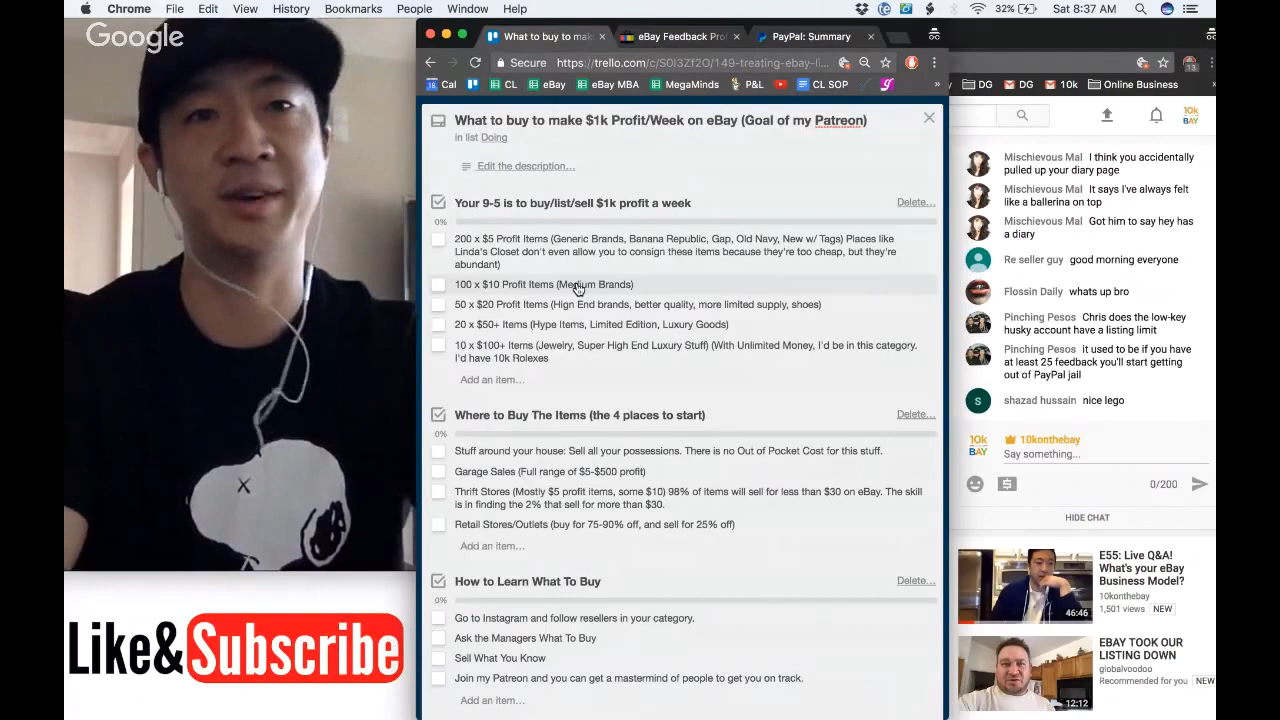 Chrome File Edit View History Bookmarks People Window Help
32% Sat 8:37 AM
Google
What to buy to mak
eBay Feedback Prof
PayPal: Summary
Secure https://trello.com/c/S0I3Zf2O/149-treating-ebay-li...
Cal CL eBay eBay MBA MegaMinds P&L CL SOP »
DG DG 10k Online Business
13
What to buy to make $1k Profit/Week on eBay (Goal of my Patreon)
in list Doing
Edit the description…
Your 9-5 is to buy/list/sell $1k profit a week Delete…
0%
200 x $5 Profit Items (Generic Brands, Banana Republic, Gap, Old Navy, New w/ Tags) Places like
Linda's Closet don't even allow you to consign these items because they're too cheap, but they're
abundant)
100 x $10 Profit Items (Medium Brands)
50 x $20 Profit Items (Hign End brands, better quality, more limited supply, shoes)
20 x $50+ Items (Hype Items, Limited Edition, Luxury Goods)
10 x $100+ Items (Jewelry, Super High End Luxury Stuff) (With Unlimited Money, I'd be in this category.
I'd have 10k Rolexes
Add an item…
Where to Buy The Items (the 4 places to start) Delete…
0%
Stuff around your house: Sell all your possessions. There is no Out of Pocket Cost for this stuff.
Garage Sales (Full range of $5-$500 profit)
Thrift Stores (Mostly $5 profit items, some $10) 98% of items will sell for less than $30 on eBay. The skill
is in finding the 2% that sell for more than $30.
Retail Stores/Outlets (buy for 75-90% off, and sell for 25% off)
Add an item…
How to Learn What To Buy Delete…
0%
Go to Instagram and follow resellers in your category.
Ask the Managers What To Buy
Sell What You Know
Join my Patreon and you can get a mastermind of people to get you on track.
Add an item…
10k
BAY
Mischievous Mal I think you accidentally
pulled up your diary page
Mischievous Mal It says I've always felt
like a ballerina on top
Mischievous Mal Got him to say hey has
a diary
Re seller guy good morning everyone
Flossin Daily whats up bro
Pinching Pesos Chris does the low-key
husky account have a listing limit
Pinching Pesos it used to be if you have
at least 25 feedback you'll start getting
out of PayPal jail
S
shazad hussain nice lego
10k
BAY
10konthebay
Say something...
0/200
HIDE CHAT
E55: Live Q&A!
What's your eBay
Business Model?
10konthebay
1,501 views NEW
46:46
EBAY TOOK OUR
LISTING DOWN
globalvoodoo
Recommended for you NEW
12:12
Like&Subscribe